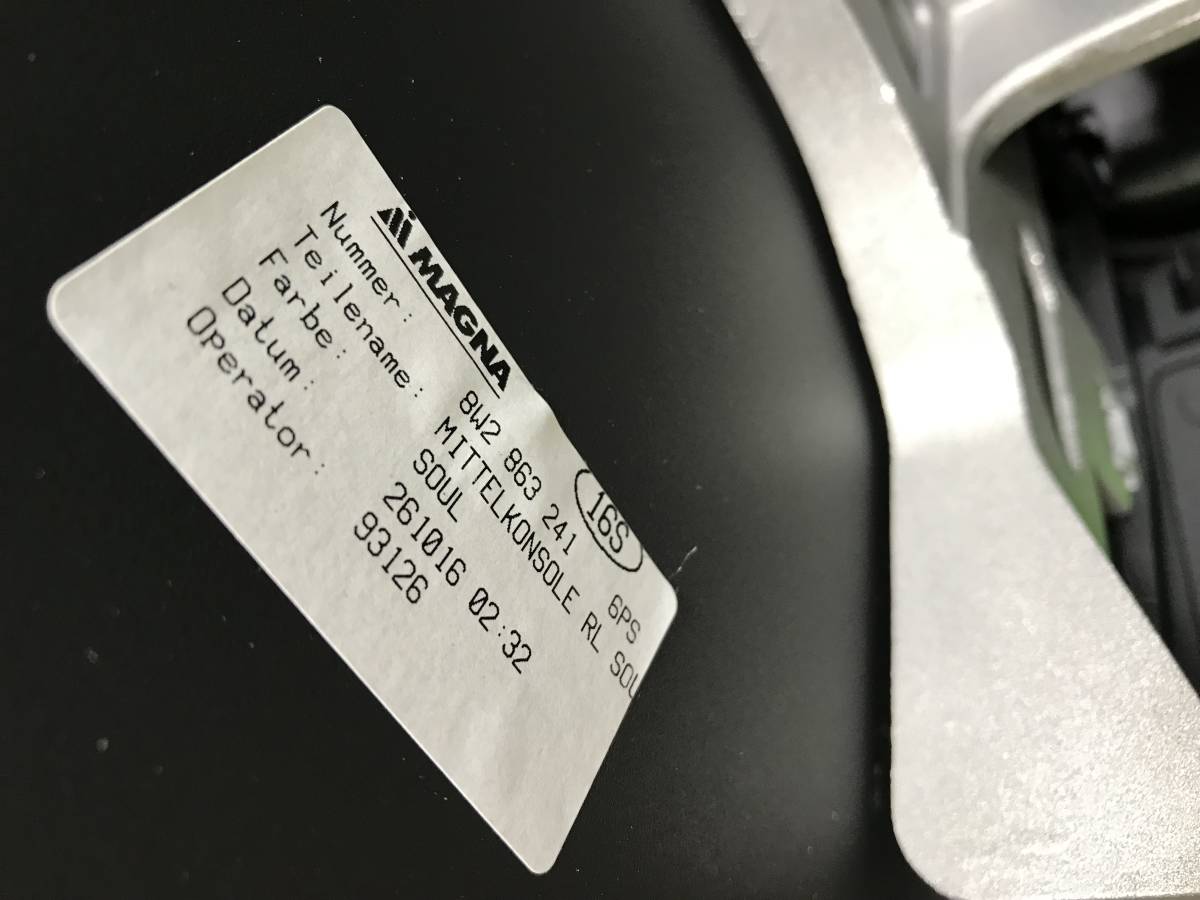 MAGNA
16S
Nummer: 8W2 863 241 6PS
Teilename: MITTELKONSOLE RL SOU
Farbe: SOUL
Datum: 261016 02:32
Operator: 93126